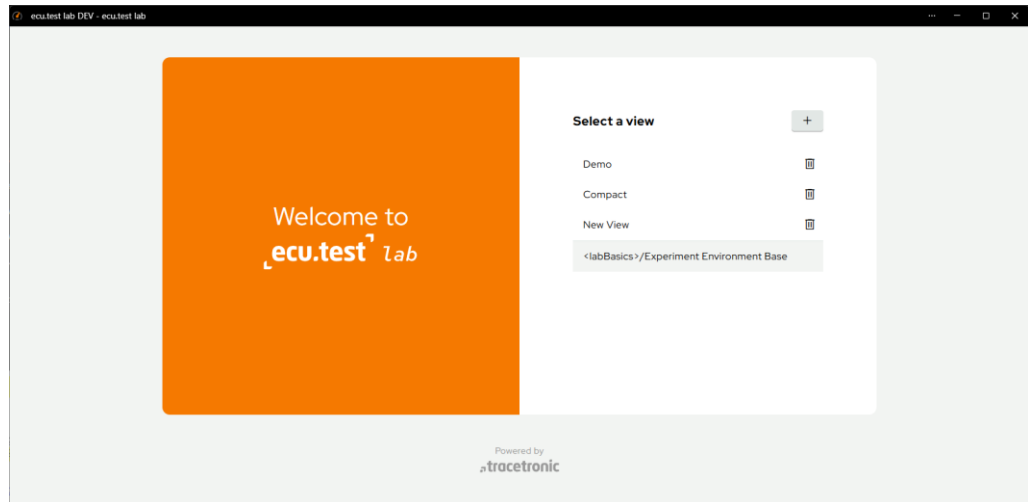 ecu.test lab DEV - ecu.test lab
Welcome to
ecu.test lab
Select a view
+
Demo
Compact
New View
<labBasics>/Experiment Environment Base
Powered by
tracetronic